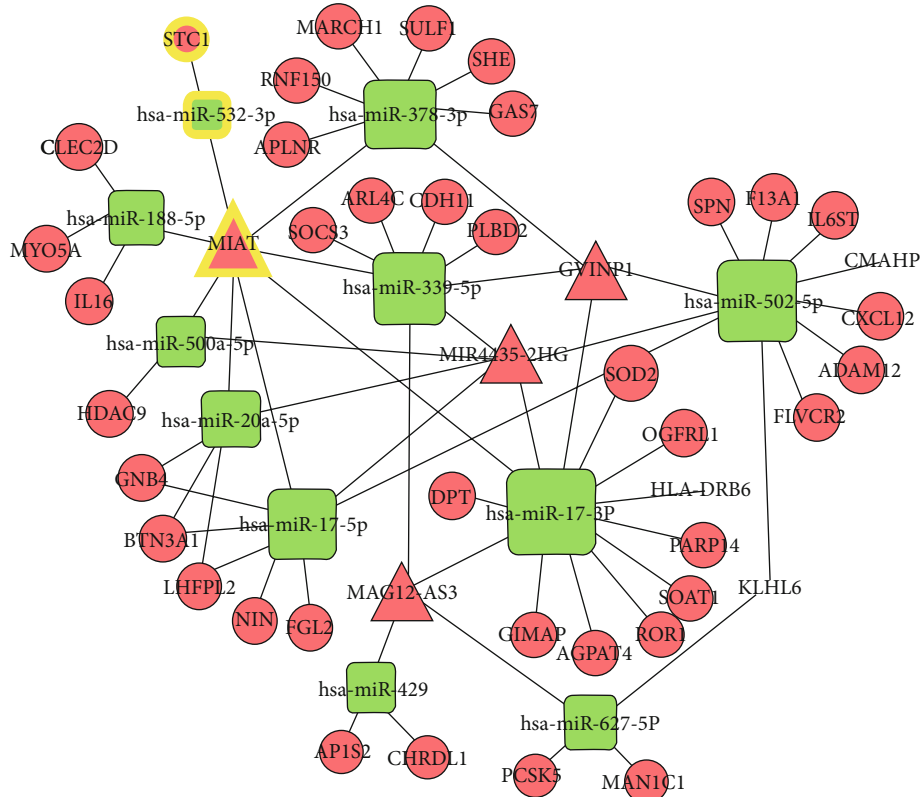 MARCH1
SULF1
STC1
SHE
RNF150
hsa-miR-532-3p
hsa-miR-378-3p
GAS7
CLEC2D
APLNR
ARL4C
CDH11
SPN
F13A1
IL6ST
hsa-miR-188-5p
SOCS3
PLBD2
MYO5A
MIAT
CMAHP
GVINP1
IL16
hsa-miR-339-5p
hsa-miR-502-5p
CXCL12
hsa-miR-500a-5p
MIR4435-2HG
SOD2
ADAM12
HDAC9
hsa-miR-20a-5p
FLVCR2
OGFRL1
GNB4
HLA-DRB6
DPT
hsa-miR-17-5p
hsa-miR-17-3P
BTN3A1
PARP14
LHFPL2
MAG12-AS3
KLHL6
SOAT1
NIN
FGL2
GIMAP
ROR1
AGPAT4
hsa-miR-429
hsa-miR-627-5P
AP1S2
CHRDL1
PCSK5
MAN1C1